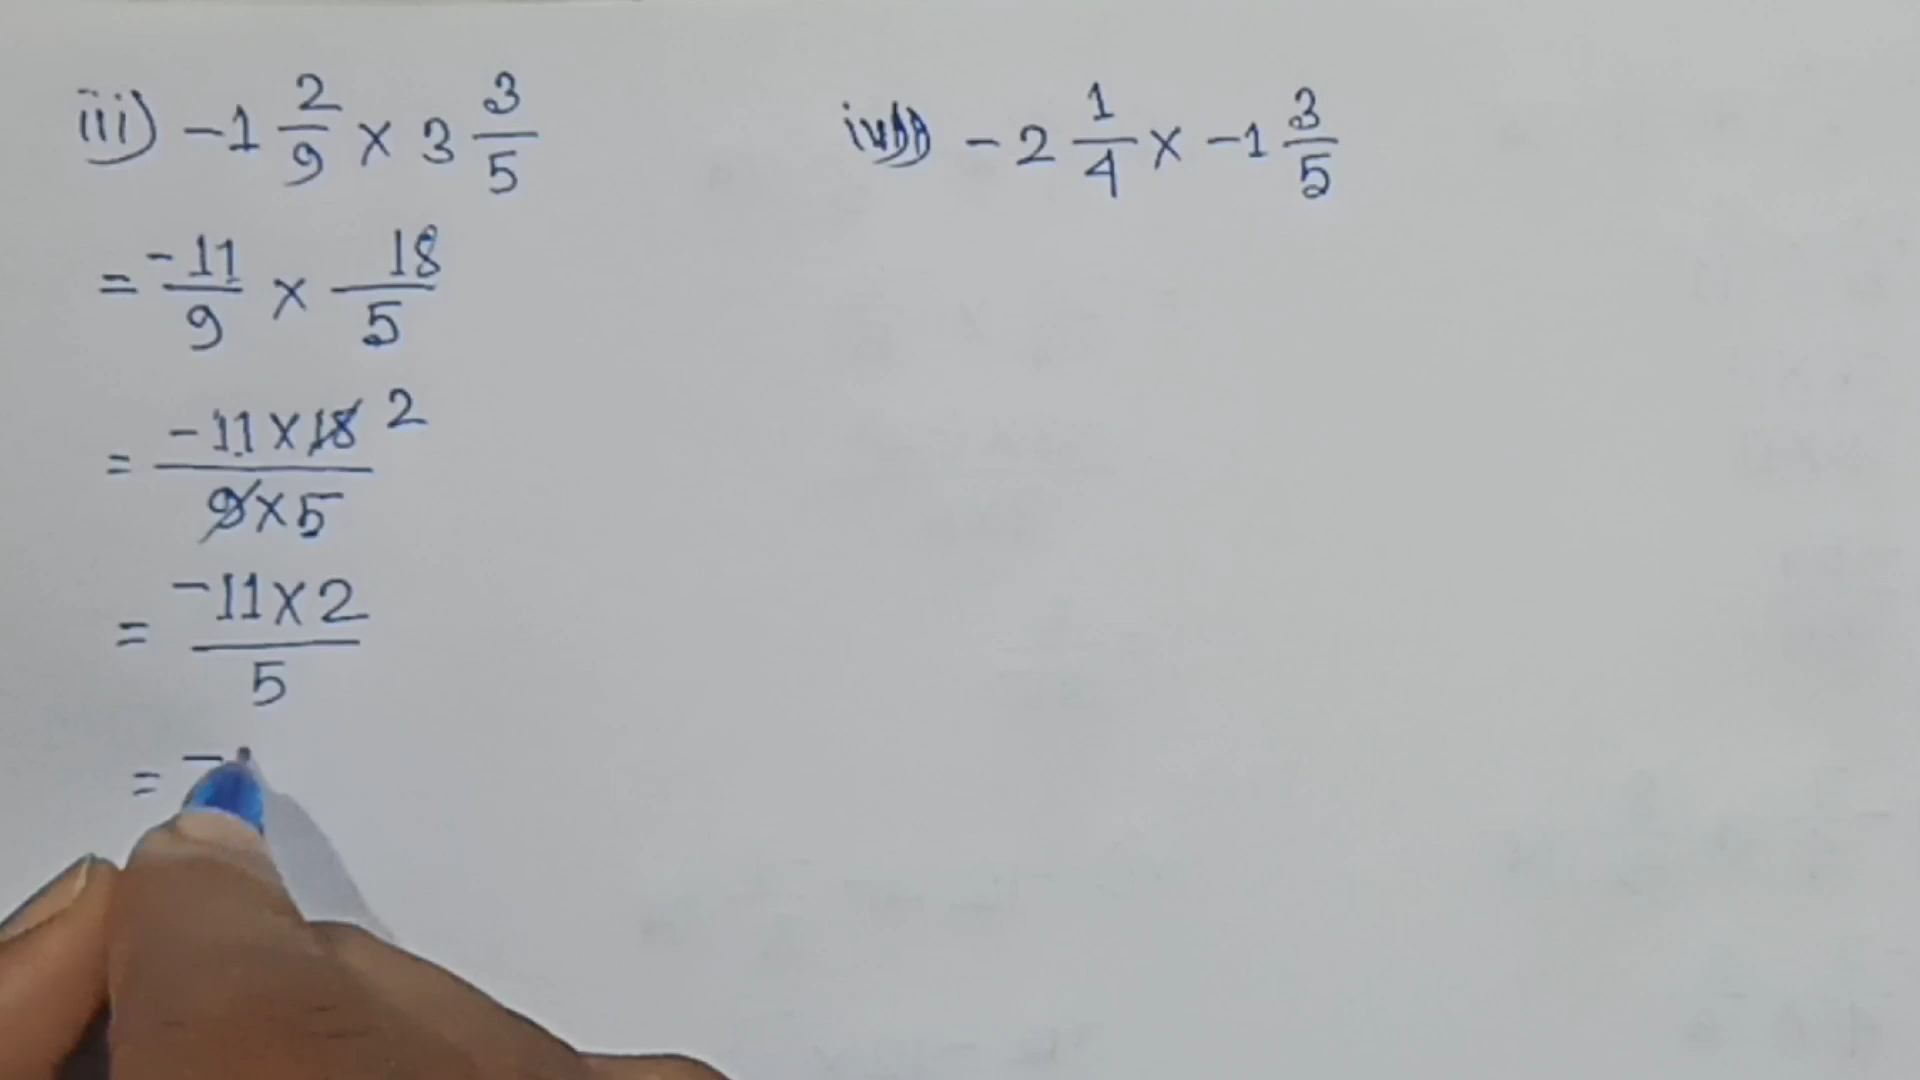 iii) -1 2/9 × 3 3/5
= -11/9 × 18/5
= -11×18 2/9×5
= -11×2/5
= -
iv) -2 1/4 × -1 3/5